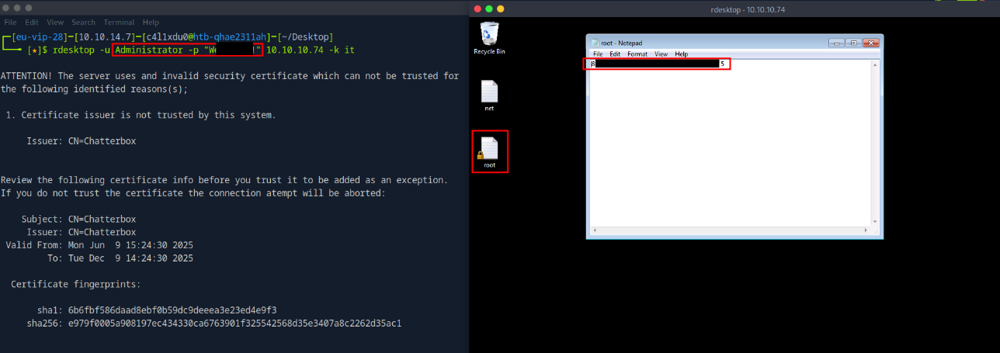 File Edit View Search Terminal Help
┌─[eu-vip-28]─[10.10.14.7]─[c4l1xdu0@htb-qhae2311ah]─[~/Desktop]
└──╼ [★]$ rdesktop -u Administrator -p "We !" 10.10.10.74 -k it
ATTENTION! The server uses and invalid security certificate which can not be trusted for
the following identified reasons(s);
1. Certificate issuer is not trusted by this system.
Issuer: CN=Chatterbox
Review the following certificate info before you trust it to be added as an exception.
If you do not trust the certificate the connection atempt will be aborted:
Subject: CN=Chatterbox
Issuer: CN=Chatterbox
Valid From: Mon Jun 9 15:24:30 2025
To: Tue Dec 9 14:24:30 2025
Certificate fingerprints:
sha1: 6b6fbf586daad8ebf0b59dc9deeea3e23ed4e9f3
sha256: e979f0005a908197ec434330ca6763901f325542568d35e3407a8c2262d35ac1
rdesktop - 10.10.10.74
Recycle Bin
net
root
root - Notepad
File Edit Format View Help
5